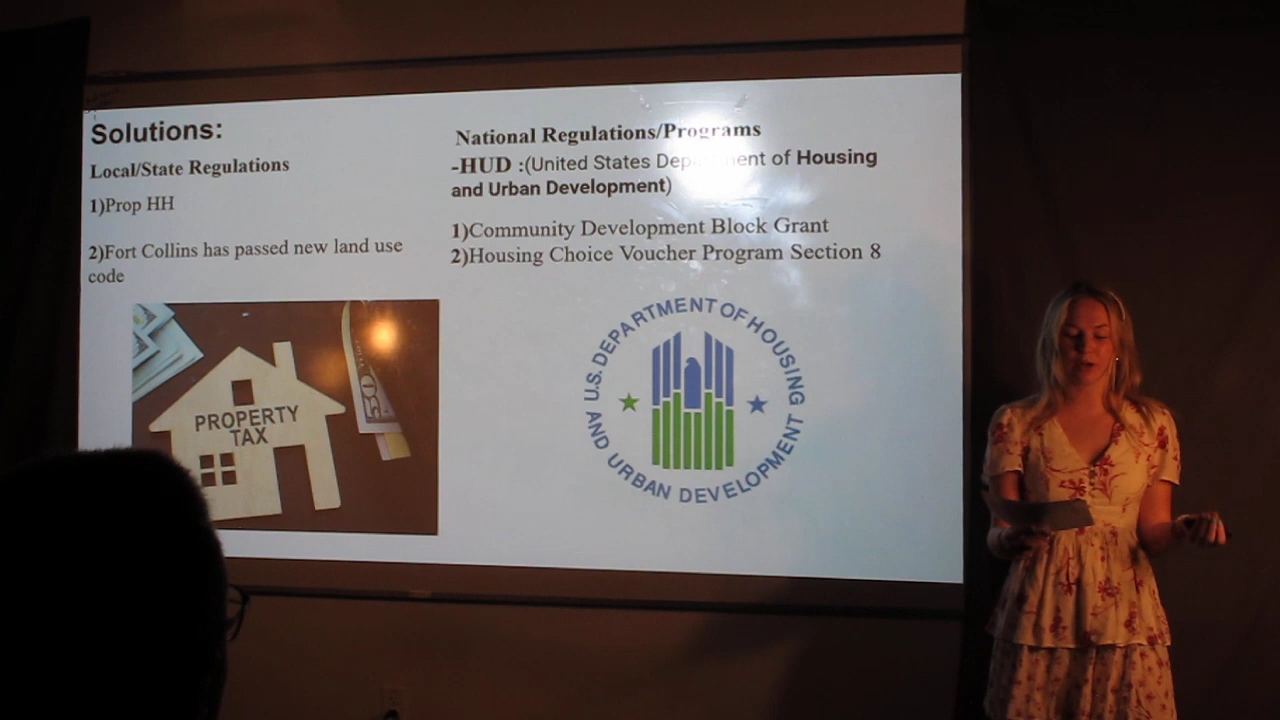 Solutions:
Local/State Regulations
1)Prop HH
2)Fort Collins has passed new land use
code
PROPERTY
TAX
50
National Regulations/Programs
-HUD :(United States Department of Housing
and Urban Development)
1)Community Development Block Grant
2)Housing Choice Voucher Program Section 8
U.S. DEPARTMENT OF HOUSING
AND URBAN DEVELOPMENT